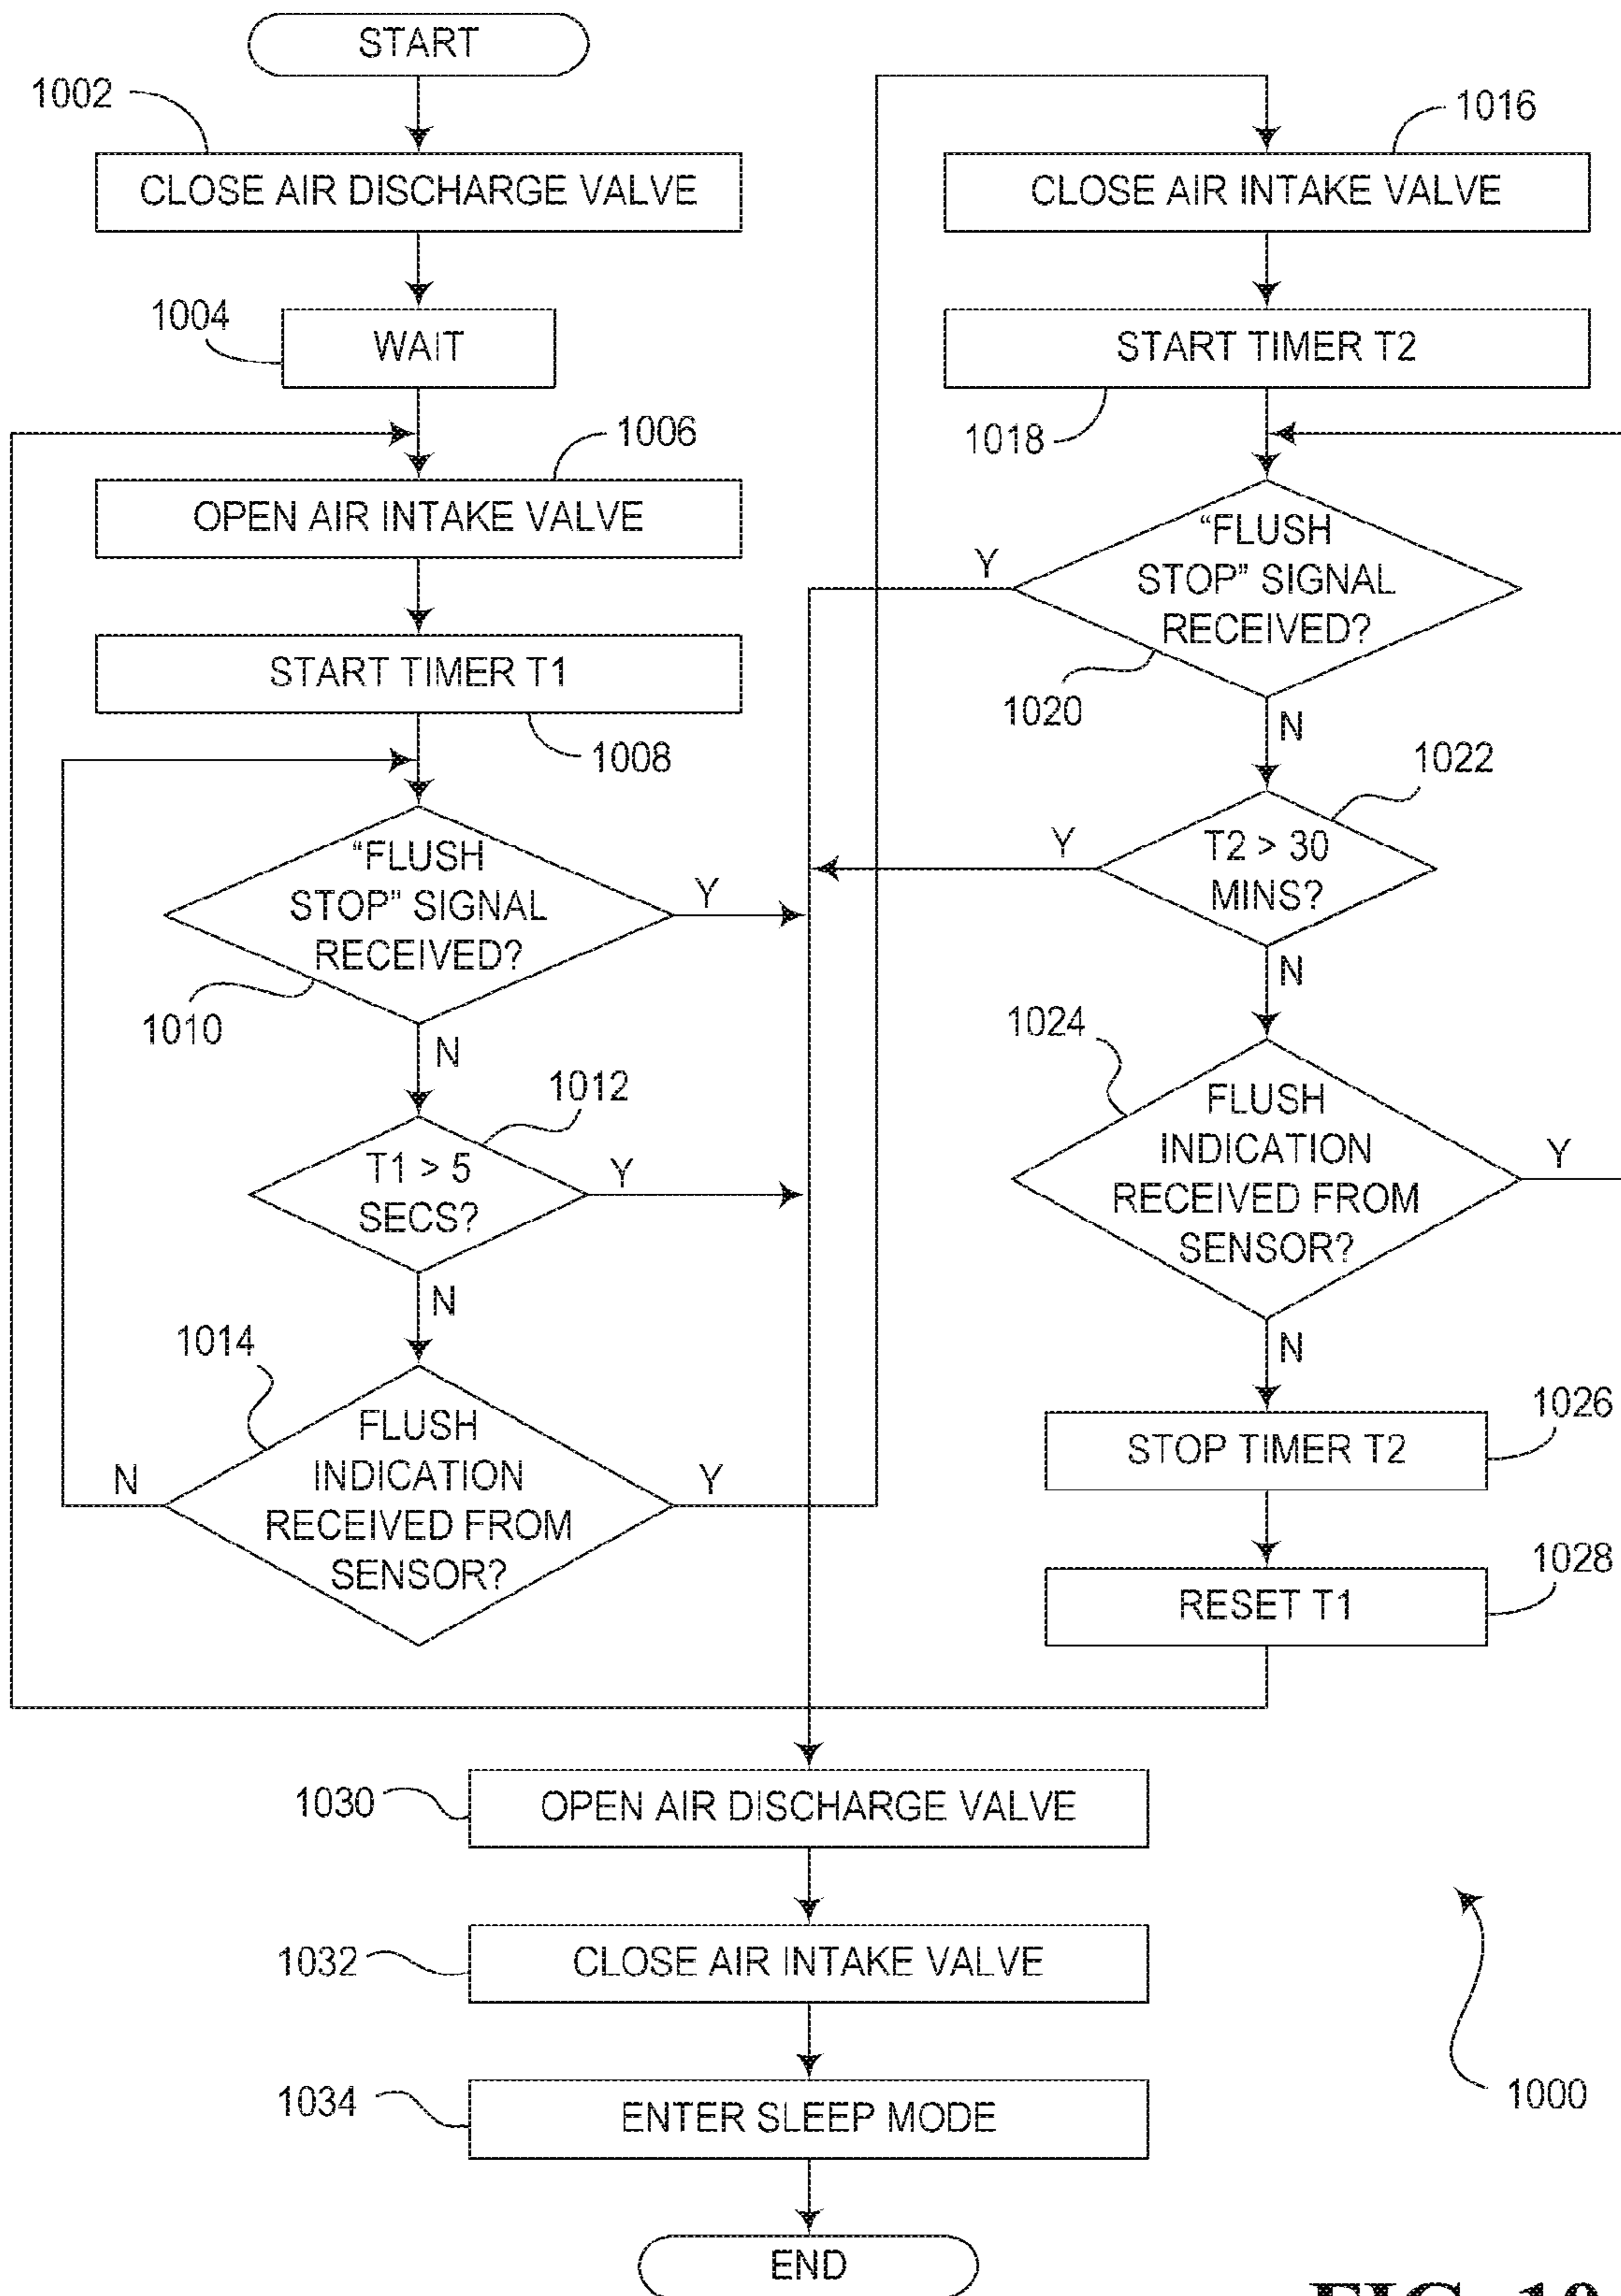 START
1002
CLOSE AIR DISCHARGE VALVE
1004
WAIT
1006
OPEN AIR INTAKE VALVE
START TIMER T1
1008
“FLUSH
STOP” SIGNAL
RECEIVED?
Y
1010
N
1012
T1 > 5
SECS?
Y
N
1014
FLUSH
INDICATION
RECEIVED FROM
SENSOR?
N
Y
1016
CLOSE AIR INTAKE VALVE
START TIMER T2
1018
“FLUSH
STOP” SIGNAL
RECEIVED?
Y
1020
N
1022
T2 > 30
MINS?
Y
N
1024
FLUSH
INDICATION
RECEIVED FROM
SENSOR?
Y
N
1026
STOP TIMER T2
1028
RESET T1
1030
OPEN AIR DISCHARGE VALVE
1032
CLOSE AIR INTAKE VALVE
1034
ENTER SLEEP MODE
1000
END
FIG. 10